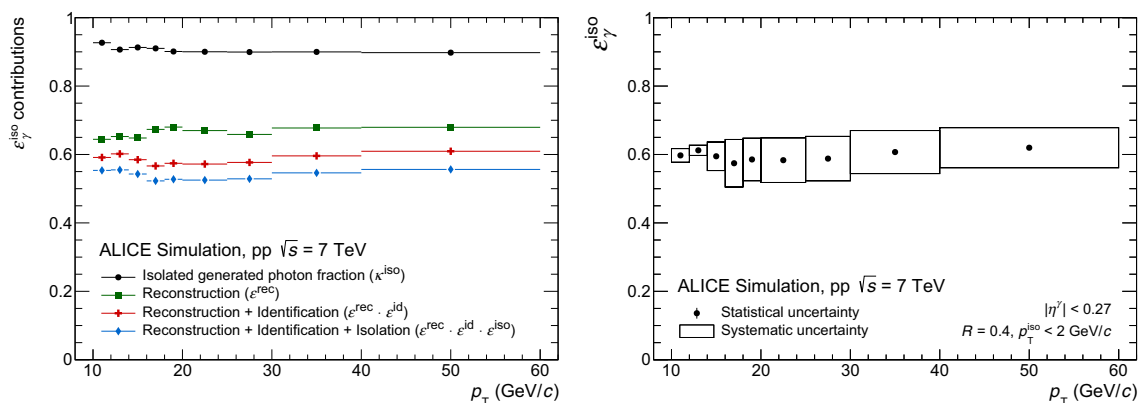 ε_γ^iso contributions
1
0.8
0.6
0.4
0.2
0
ALICE Simulation, pp √s = 7 TeV
Isolated generated photon fraction (κ^iso)
Reconstruction (ε^rec)
Reconstruction + Identification (ε^rec · ε^id)
Reconstruction + Identification + Isolation (ε^rec · ε^id · ε^iso)
10 20 30 40 50 60
p_T (GeV/c)
ε_γ^iso
1
0.8
0.6
0.4
0.2
0
ALICE Simulation, pp √s = 7 TeV
Statistical uncertainty
Systematic uncertainty
|η^γ| < 0.27
R = 0.4, p_T^iso < 2 GeV/c
10 20 30 40 50 60
p_T (GeV/c)